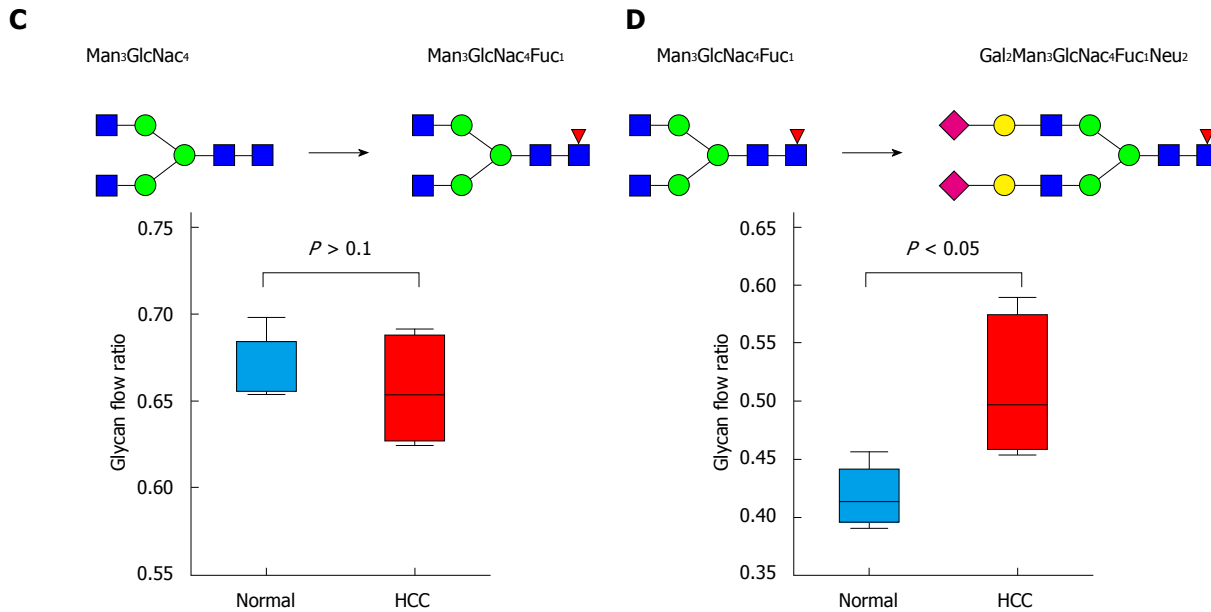 C
Man₃GlcNac₄
Man₃GlcNac₄Fuc₁
0.75
0.70
0.65
0.60
0.55
Glycan flow ratio
P > 0.1
Normal
HCC
D
Man₃GlcNac₄Fuc₁
Gal₂Man₃GlcNac₄Fuc₁Neu₂
0.65
0.60
0.55
0.50
0.45
0.40
0.35
Glycan flow ratio
P < 0.05
Normal
HCC